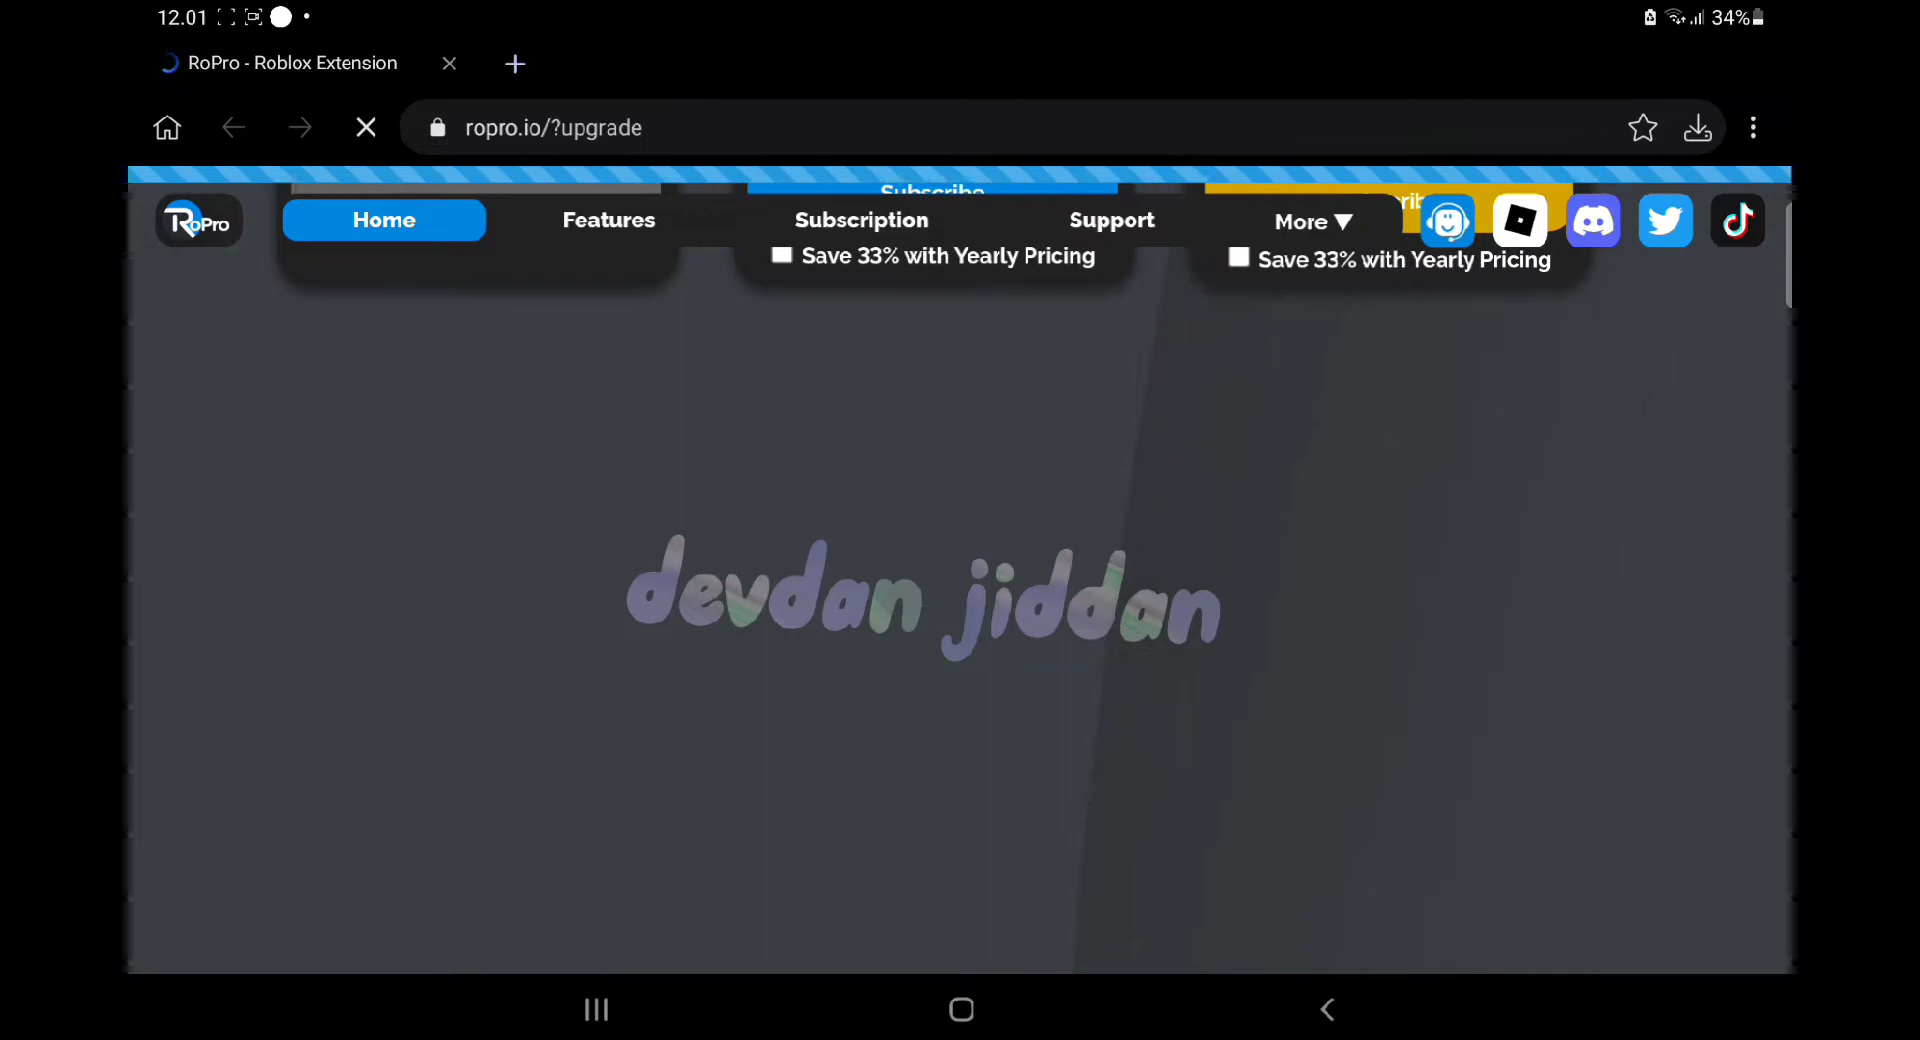 12.01 34%
RoPro - Roblox Extension
ropro.io/?upgrade
Subscribe
RoPro Home Features Subscription Support More ▼
Save 33% with Yearly Pricing Save 33% with Yearly Pricing
devdan jiddan